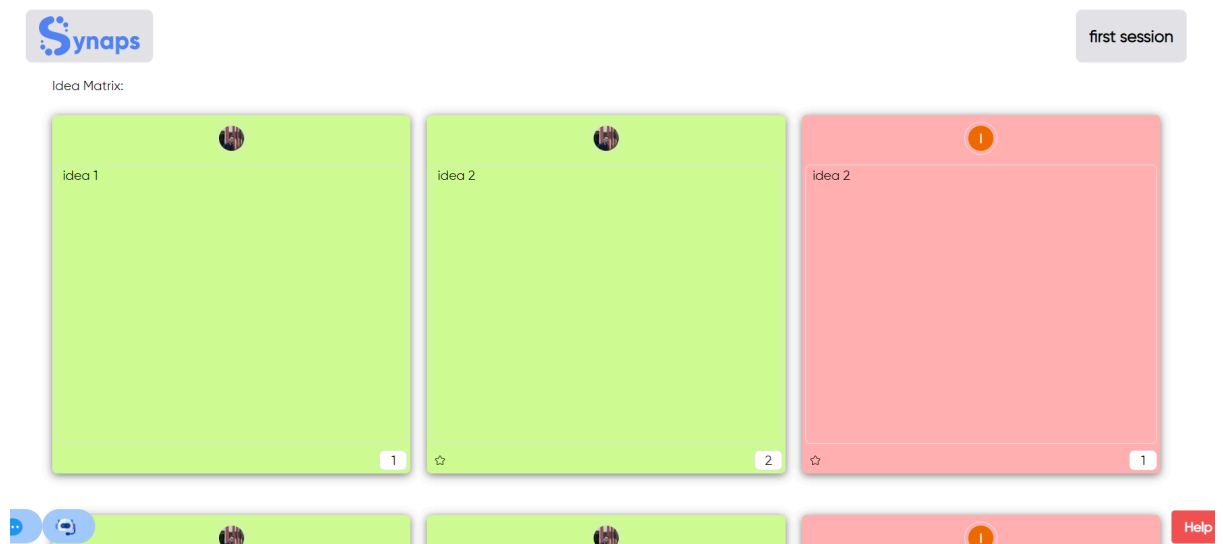 Synaps
first session
Idea Matrix:
I
idea 1
idea 2
idea 2
1
2
1
Help
I